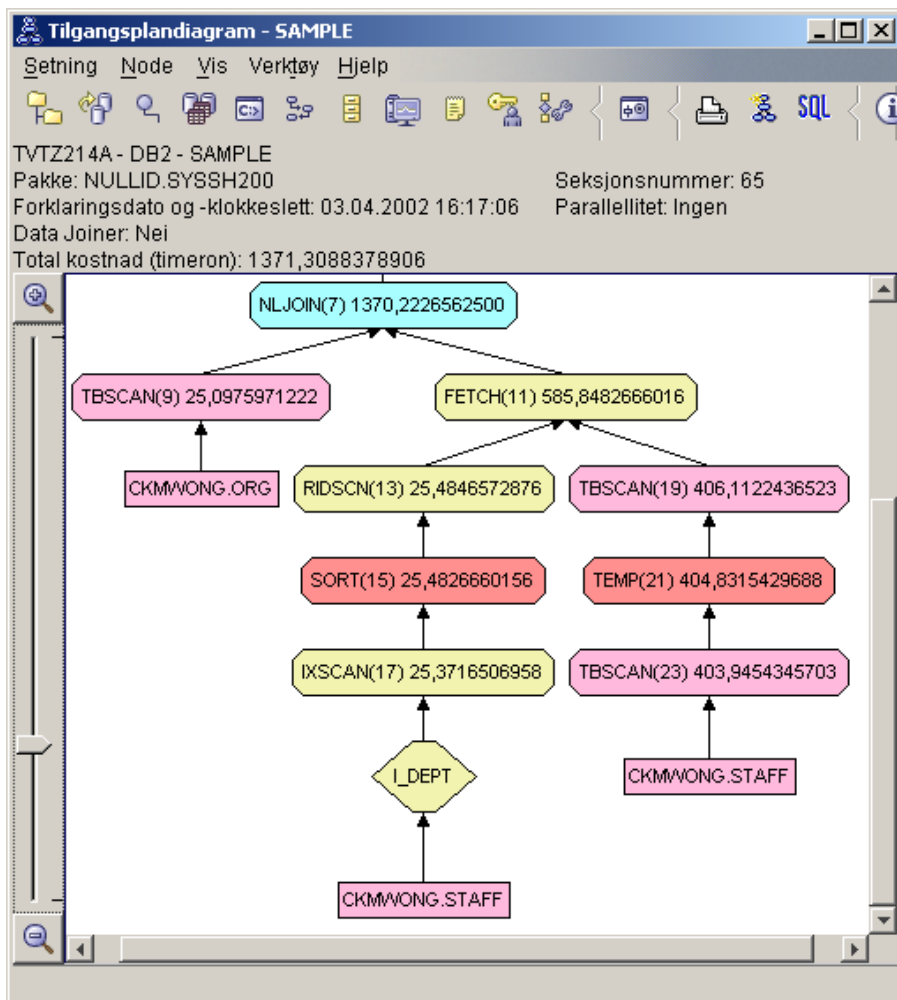 Tilgangsplandiagram - SAMPLE
Setning Node Vis Verktøy Hjelp
SQL
TVTZ214A - DB2 - SAMPLE
Pakke: NULLID.SYSSH200 Seksjonsnummer: 65
Forklaringsdato og -klokkeslett: 03.04.2002 16:17:06 Parallellitet: Ingen
Data Joiner: Nei
Total kostnad (timeron): 1371,3088378906
NLJOIN(7) 1370,2226562500
TBSCAN(9) 25,0975971222 FETCH(11) 585,8482666016
CKMWONG.ORG RIDSCN(13) 25,4846572876 TBSCAN(19) 406,1122436523
SORT(15) 25,4826660156 TEMP(21) 404,8315429688
IXSCAN(17) 25,3716506958 TBSCAN(23) 403,9454345703
I_DEPT CKMWONG.STAFF
CKMWONG.STAFF